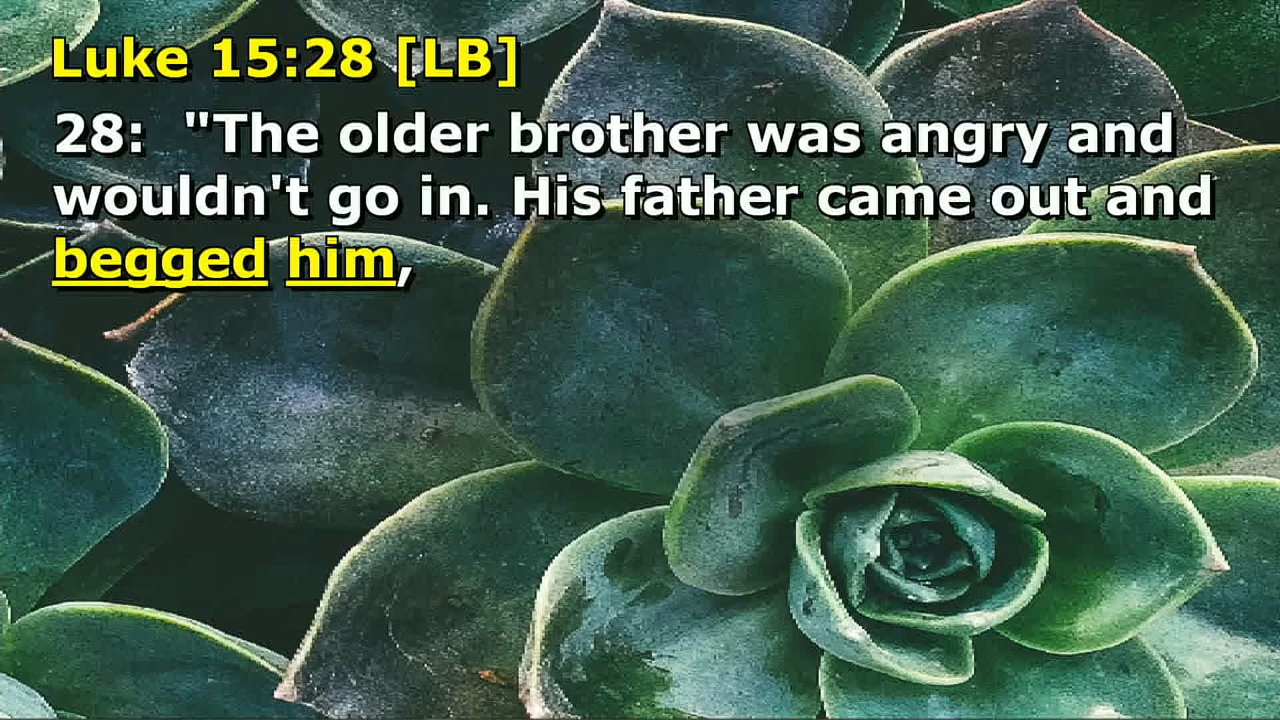 Luke 15:28 [LB]
28:  "The older brother was angry and
wouldn't go in. His father came out and
begged him,